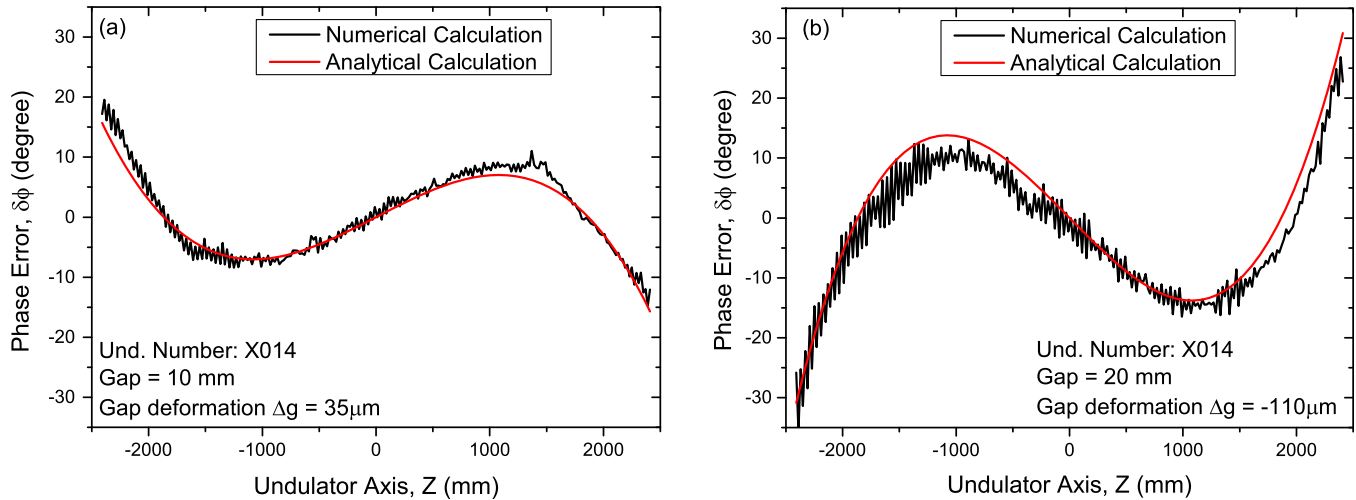 (a)
Numerical Calculation
Analytical Calculation
30
20
10
0
-10
-20
-30
Phase Error, δϕ (degree)
Und. Number: X014
Gap = 10 mm
Gap deformation Δg = 35μm
-2000 -1000 0 1000 2000
Undulator Axis, Z (mm)
(b)
Numerical Calculation
Analytical Calculation
30
20
10
0
-10
-20
-30
Phase Error, δϕ (degree)
Und. Number: X014
Gap = 20 mm
Gap deformation Δg = -110μm
-2000 -1000 0 1000 2000
Undulator Axis, Z (mm)